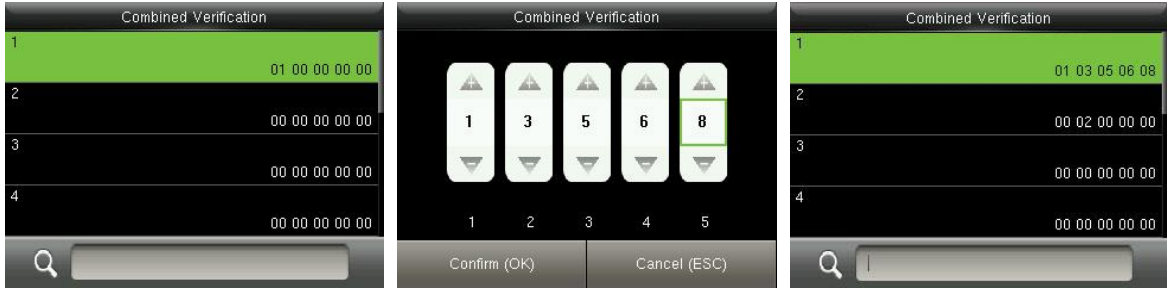 Combined Verification
1
01 00 00 00 00
2
00 00 00 00 00
3
00 00 00 00 00
4
00 00 00 00 00
Combined Verification
1 3 5 6 8
1 2 3 4 5
Confirm (OK) Cancel (ESC)
Combined Verification
1
01 03 05 06 08
2
00 02 00 00 00
3
00 00 00 00 00
4
00 00 00 00 00